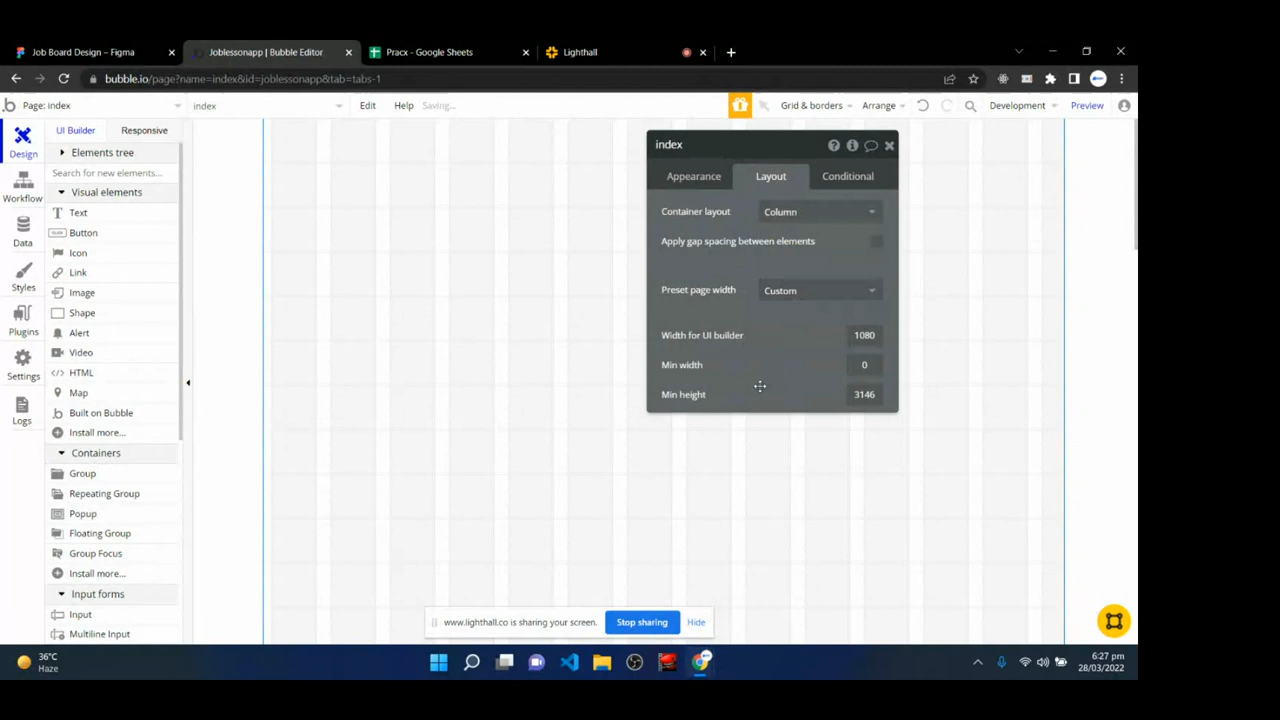 Job Board Design – Figma
Joblessonapp | Bubble Editor
Pracx - Google Sheets
Lighthall
bubble.io/page?name=index&id=joblessonapp&tab=tabs-1
Page: index
index
Edit
Help
Saving...
Grid & borders
Arrange
Development
Preview
UI Builder
Responsive
Design
Elements tree
Search for new elements...
Visual elements
Workflow
Text
Button
Data
Icon
Link
Styles
Image
Shape
Plugins
Alert
Video
Settings
HTML
Map
Logs
Built on Bubble
Install more...
Containers
Group
Repeating Group
Popup
Floating Group
Group Focus
Install more...
Input forms
Input
Multiline Input
index
Appearance
Layout
Conditional
Container layout
Column
Apply gap spacing between elements
Preset page width
Custom
Width for UI builder
1080
Min width
0
Min height
3146
www.lighthall.co is sharing your screen.
Stop sharing
Hide
36°C
Haze
6:27 pm
28/03/2022